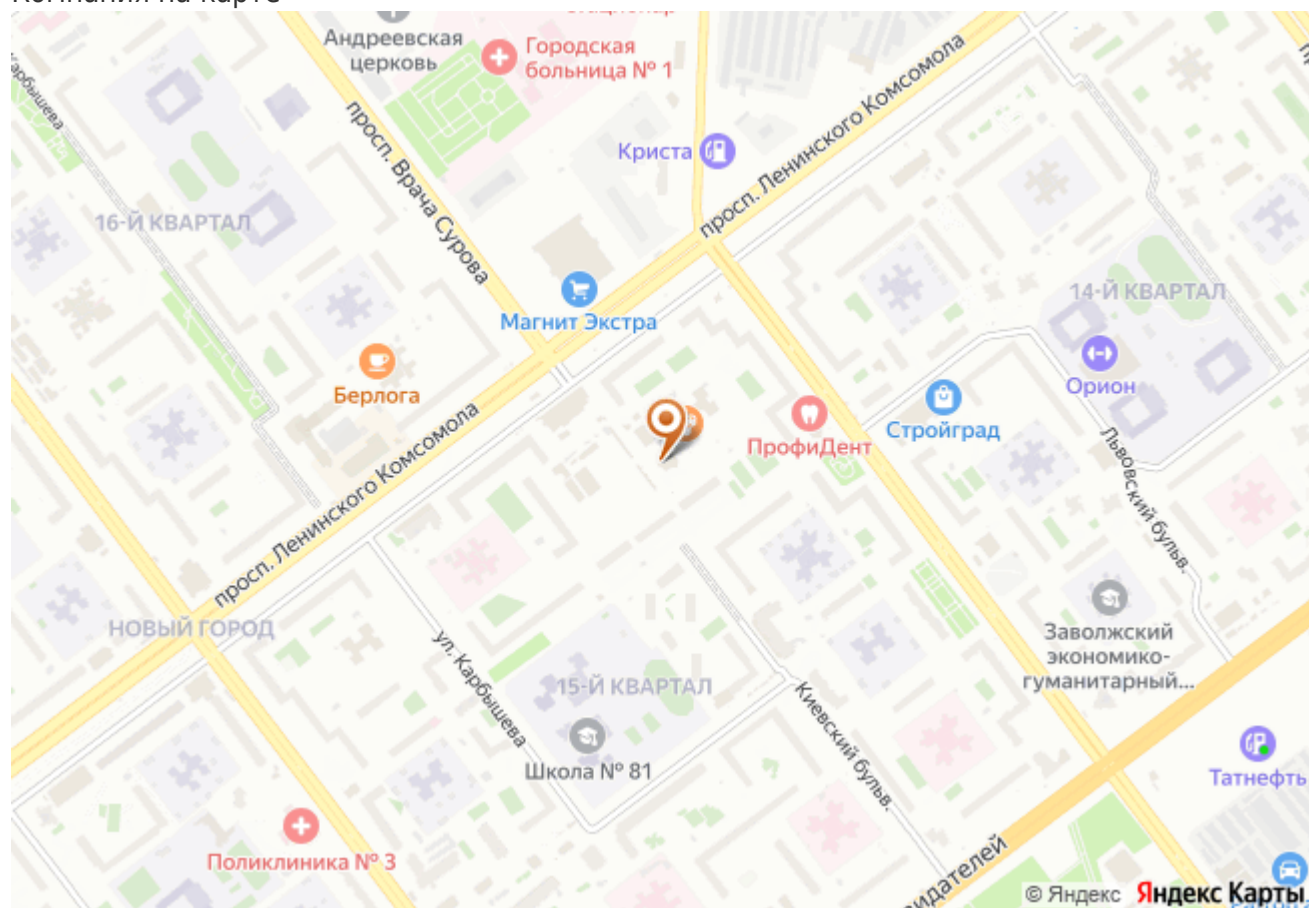 Андреевская
церковь
Городская
больница № 1
Карбышева
просп. Врача Сурова
Криста
просп. Ленинского Комсомола
16-Й КВАРТАЛ
Магнит Экстра
14-Й КВАРТАЛ
Берлога
Орион
ПрофиДент
Стройград
Львовский бульв.
просп. Ленинского Комсомола
НОВЫЙ ГОРОД
ул. Карбышева
15-Й КВАРТАЛ
Киевский бульв.
Школа № 81
Заволжский
экономико-
гуманитарный...
Татнефть
Поликлиника № 3
© Яндекс Яндекс Карты